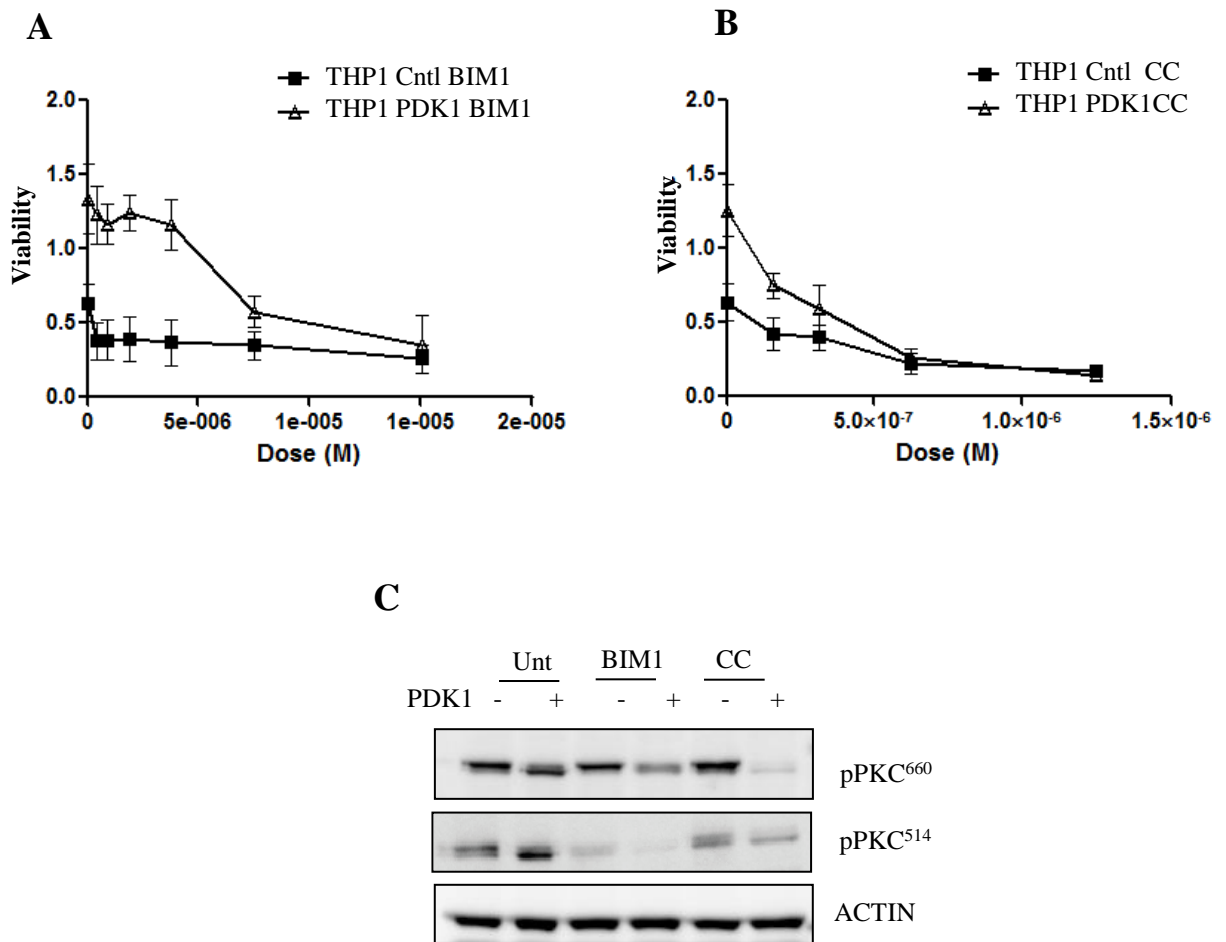 A
THP1 Cntl BIM1
THP1 PDK1 BIM1
2.0
1.5
1.0
0.5
0.0
Viability
0
5e-006
1e-005
1e-005
2e-005
Dose (M)
B
THP1 Cntl CC
THP1 PDK1CC
2.0
1.5
1.0
0.5
0.0
Viability
0
5.0×10⁻⁷
1.0×10⁻⁶
1.5×10⁻⁶
Dose (M)
C
Unt BIM1 CC
PDK1 - + - + - +
pPKC⁶⁶⁰
pPKC⁵¹⁴
ACTIN